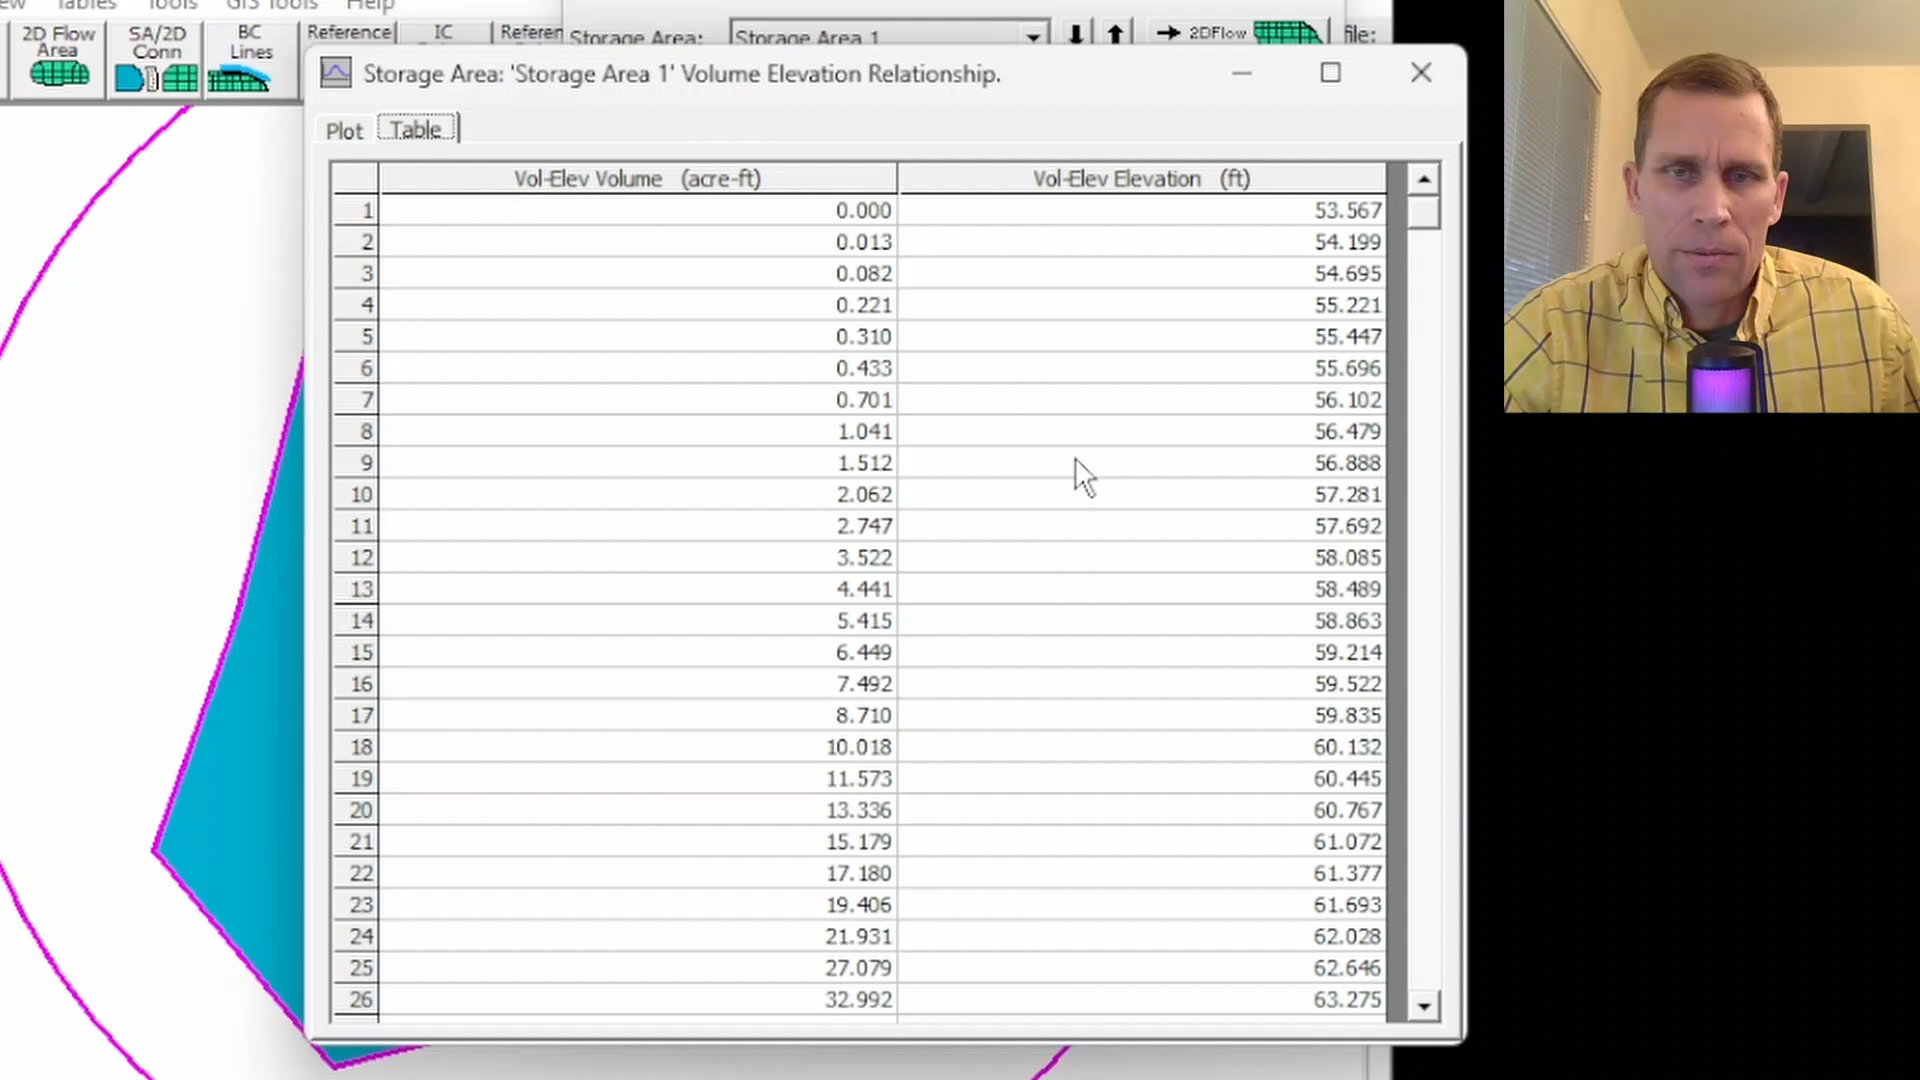 Tables Tools GIS Tools Help
2D Flow
Area
SA/2D
Conn
BC
Lines
Reference
IC
Storage Area: Storage Area 1
2DFlow
file:
Storage Area: 'Storage Area 1' Volume Elevation Relationship.
Plot Table
Vol-Elev Volume (acre-ft) Vol-Elev Elevation (ft)
1 0.000 53.567
2 0.013 54.199
3 0.082 54.695
4 0.221 55.221
5 0.310 55.447
6 0.433 55.696
7 0.701 56.102
8 1.041 56.479
9 1.512 56.888
10 2.062 57.281
11 2.747 57.692
12 3.522 58.085
13 4.441 58.489
14 5.415 58.863
15 6.449 59.214
16 7.492 59.522
17 8.710 59.835
18 10.018 60.132
19 11.573 60.445
20 13.336 60.767
21 15.179 61.072
22 17.180 61.377
23 19.406 61.693
24 21.931 62.028
25 27.079 62.646
26 32.992 63.275